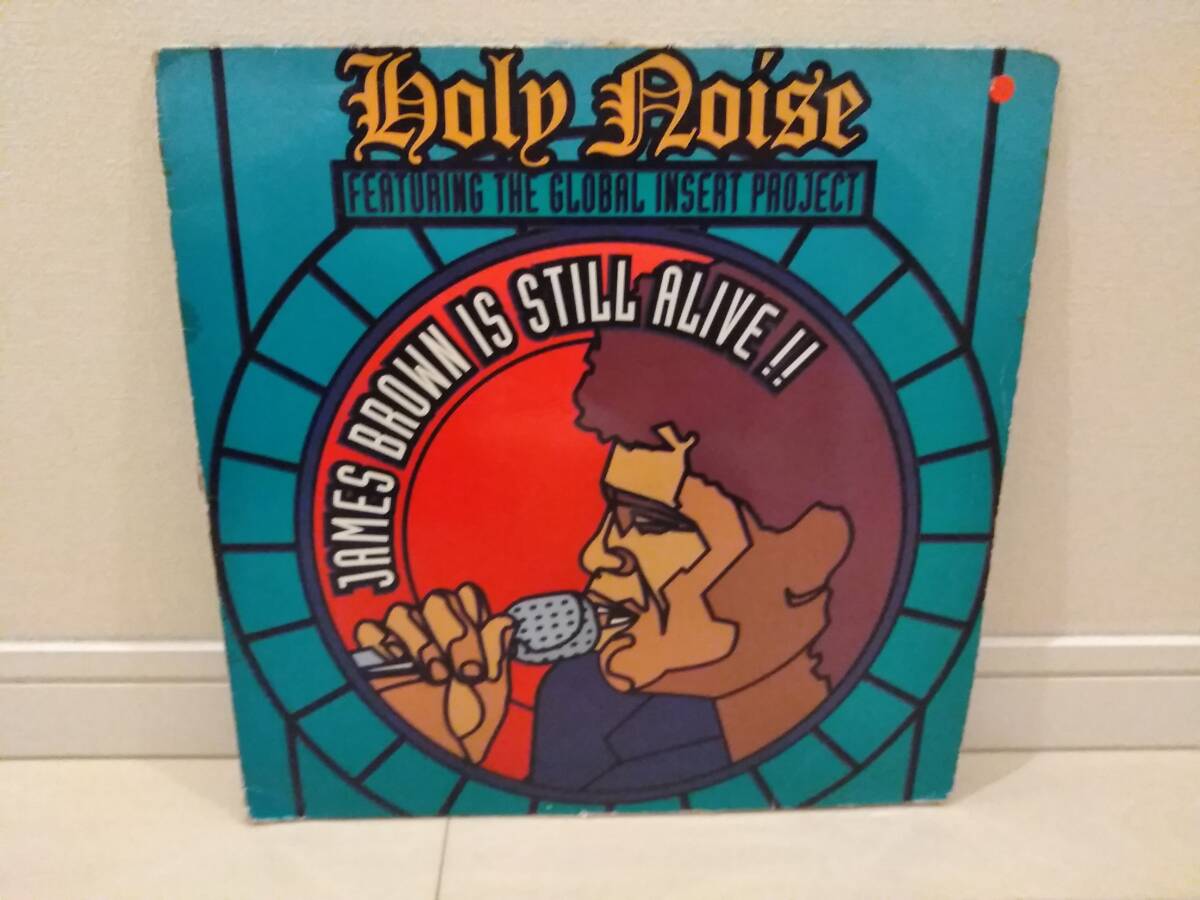 Holy Noise
FEATURING THE GLOBAL INSERT PROJECT
JAMES BROWN IS STILL ALIVE!!